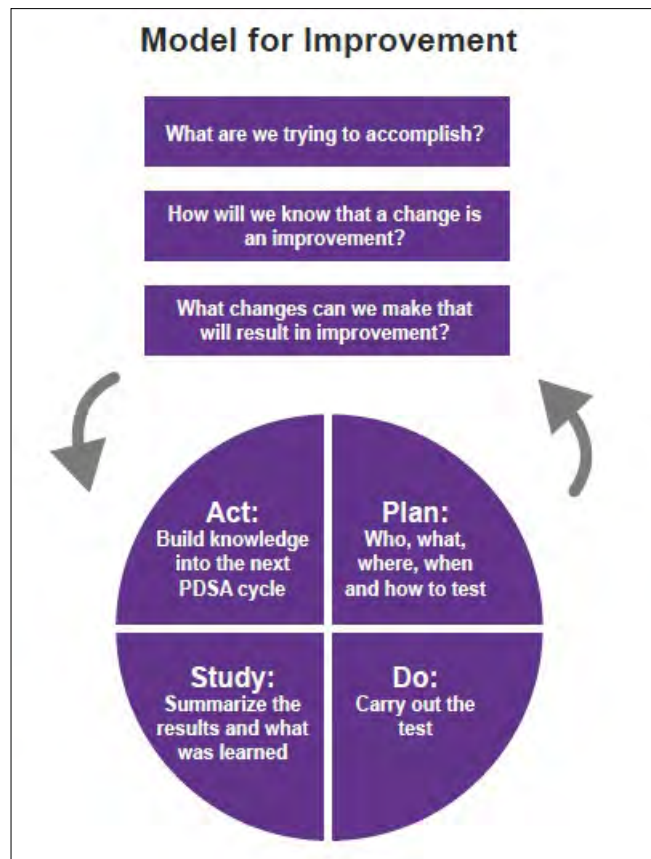 Model for Improvement
What are we trying to accomplish?
How will we know that a change is
an improvement?
What changes can we make that
will result in improvement?
Act:
Build knowledge
into the next
PDSA cycle
Plan:
Who, what,
where, when
and how to test
Study:
Summarize the
results and what
was learned
Do:
Carry out the
test